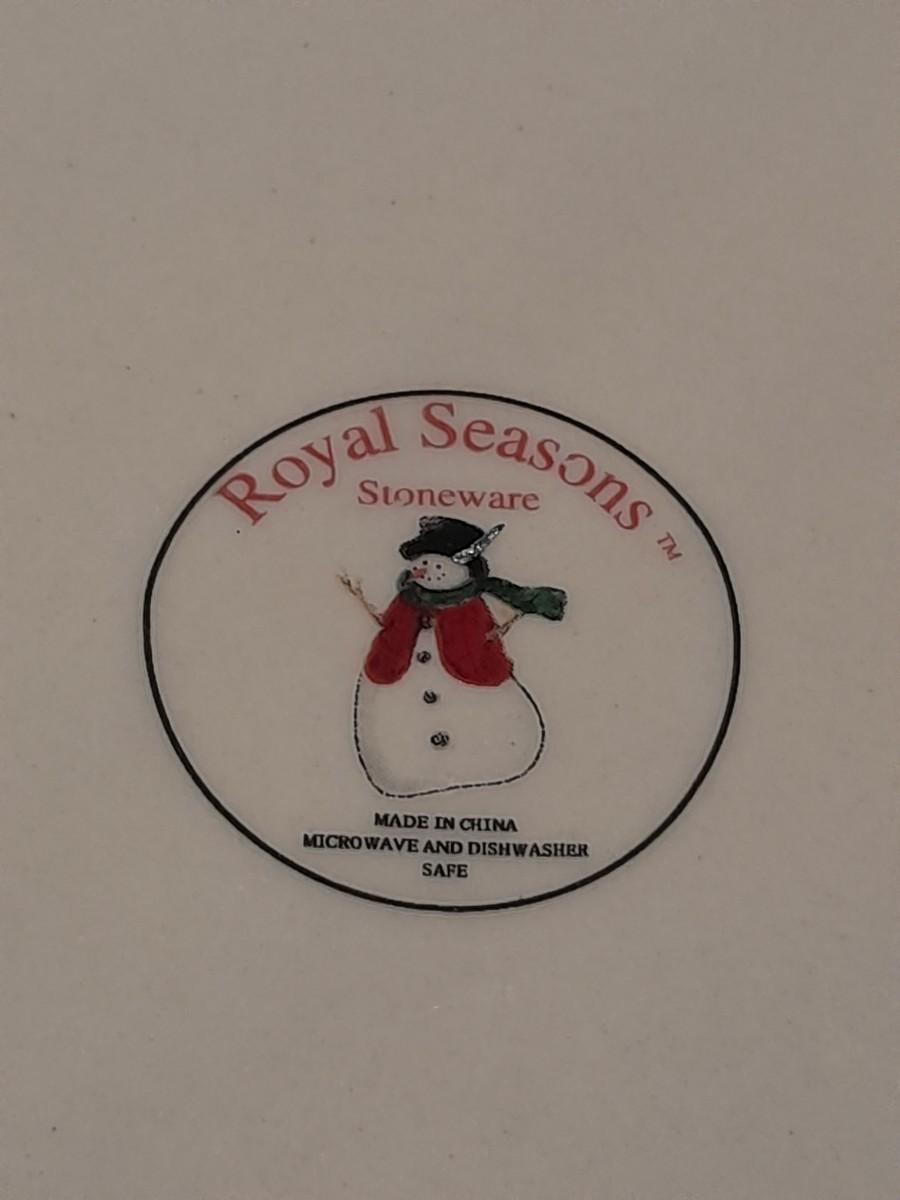 Royal Seasons ™
Stoneware
MADE IN CHINA
MICROWAVE AND DISHWASHER
SAFE